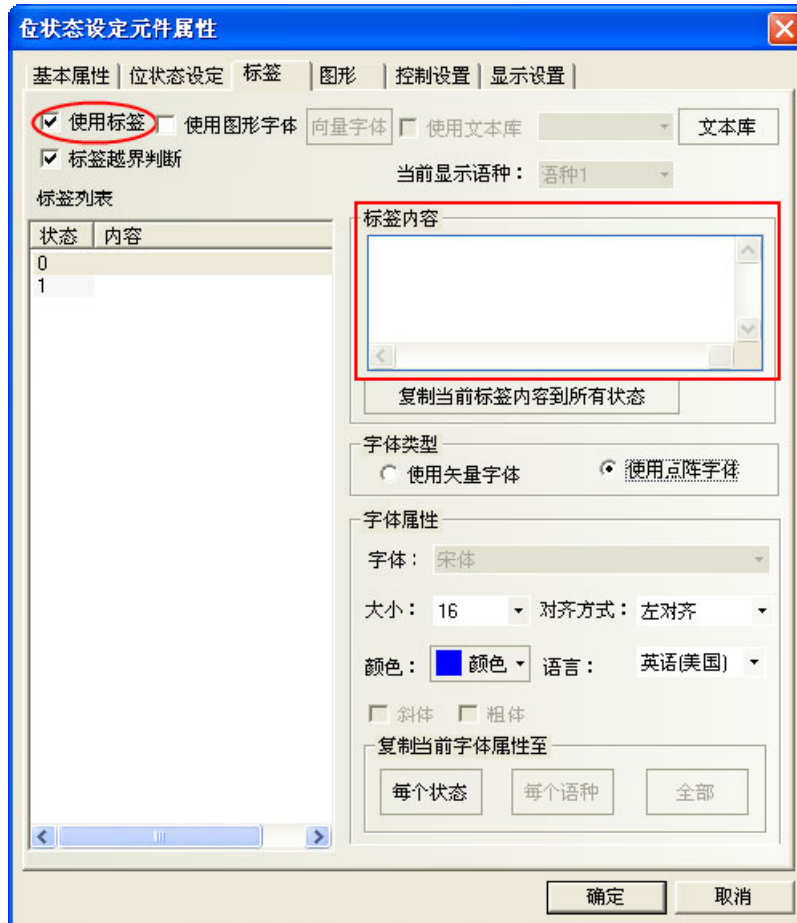 位状态设定元件属性
基本属性 位状态设定 标签 图形 控制设置 显示设置
使用标签 使用图形字体 向量字体 使用文本库 文本库
标签越界判断
当前显示语种： 语种1
标签列表
标签内容
状态 内容
0
1
复制当前标签内容到所有状态
字体类型
使用矢量字体 使用点阵字体
字体属性
字体： 宋体
大小： 16 对齐方式： 左对齐
颜色： 颜色 语言： 英语(美国)
斜体 粗体
复制当前字体属性至
每个状态 每个语种 全部
确定 取消